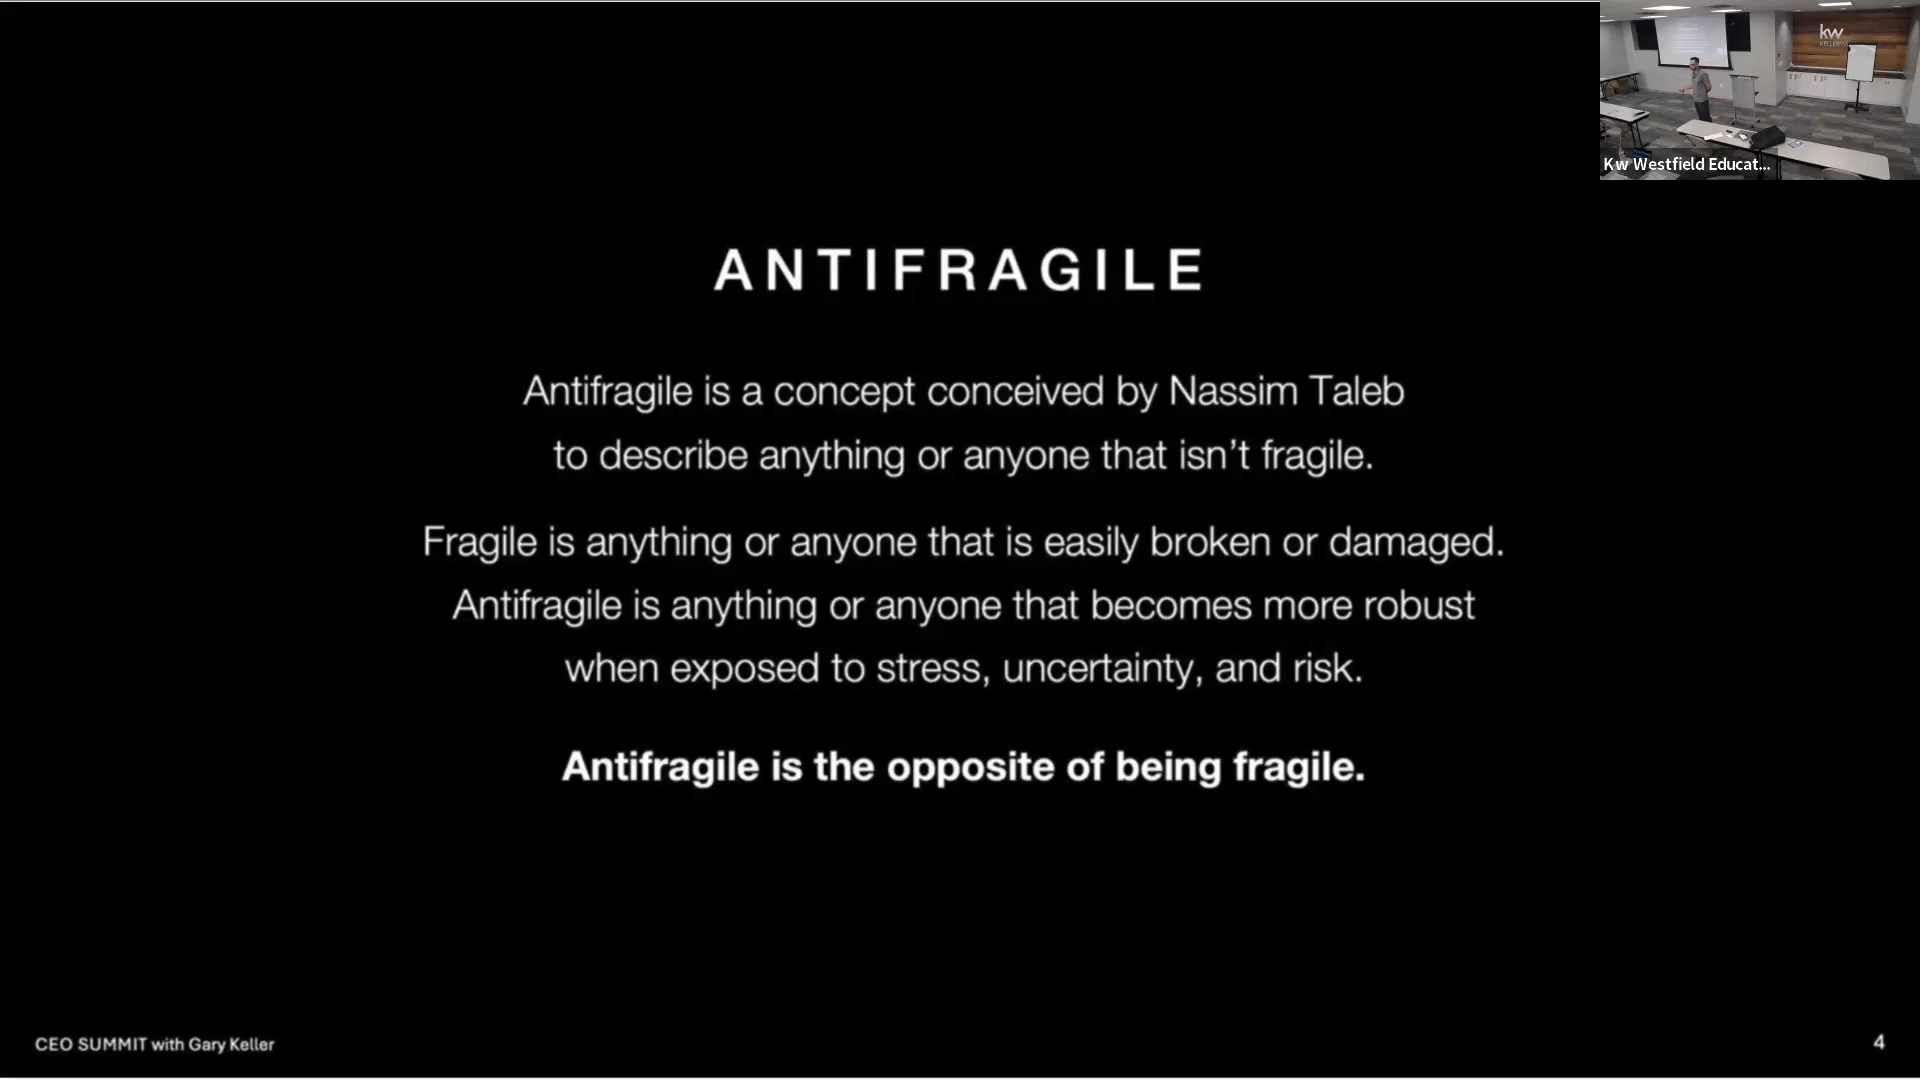 kw
KELLER
Kw Westfield Educat...
ANTIFRAGILE
Antifragile is a concept conceived by Nassim Taleb
to describe anything or anyone that isn’t fragile.
Fragile is anything or anyone that is easily broken or damaged.
Antifragile is anything or anyone that becomes more robust
when exposed to stress, uncertainty, and risk.
Antifragile is the opposite of being fragile.
CEO SUMMIT with Gary Keller
4